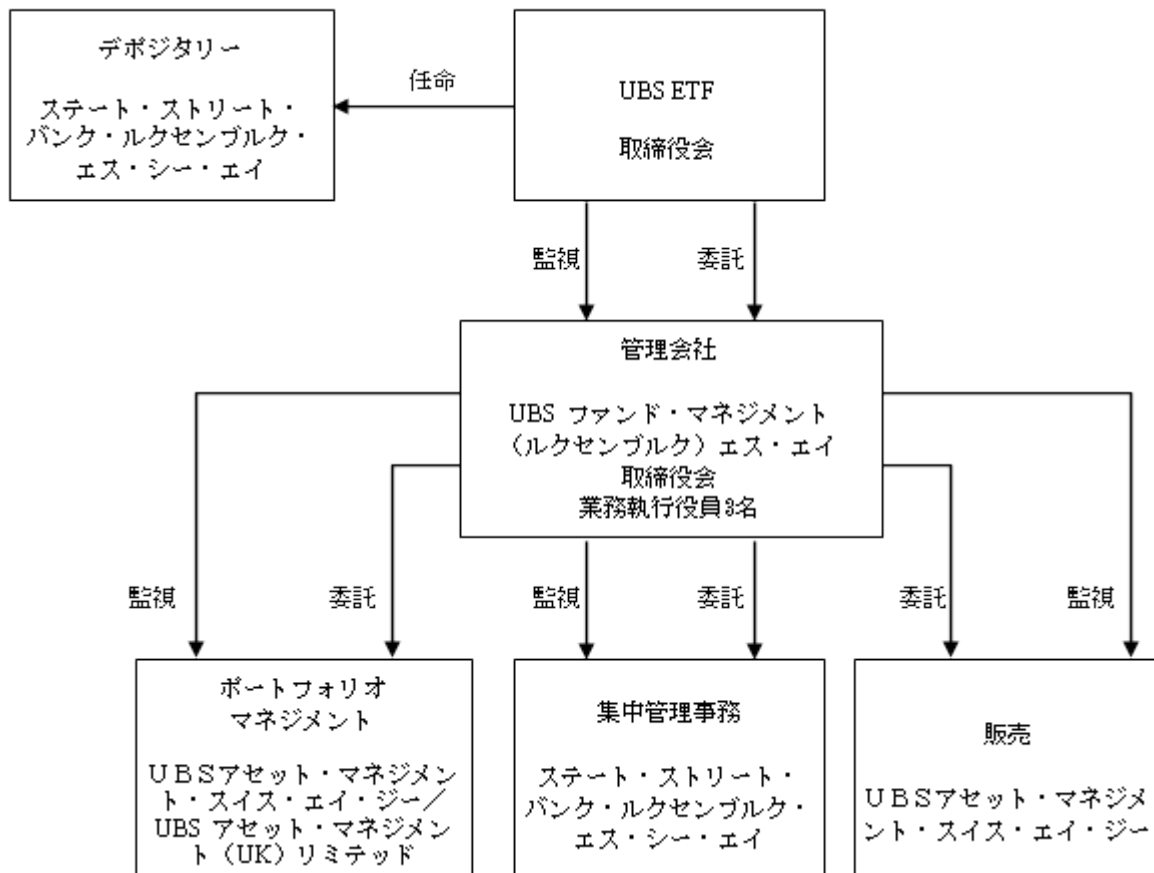 デポジタリー
ステート・ストリート・
バンク・ルクセンブルク・
エス・シー・エイ
任命
UBS ETF
取締役会
監視
委託
管理会社
UBS ファンド・マネジメント
（ルクセンブルク）エス・エイ
取締役会
業務執行役員3名
監視
委託
監視
委託
委託
監視
ポートフォリオ
マネジメント
ＵＢＳアセット・マネジメン
ト・スイス・エイ・ジー／
UBS アセット・マネジメン
ト（UK）リミテッド
集中管理事務
ステート・ストリート・
バンク・ルクセンブルク・
エス・シー・エイ
販売
ＵＢＳアセット・マネジメ
ント・スイス・エイ・ジー